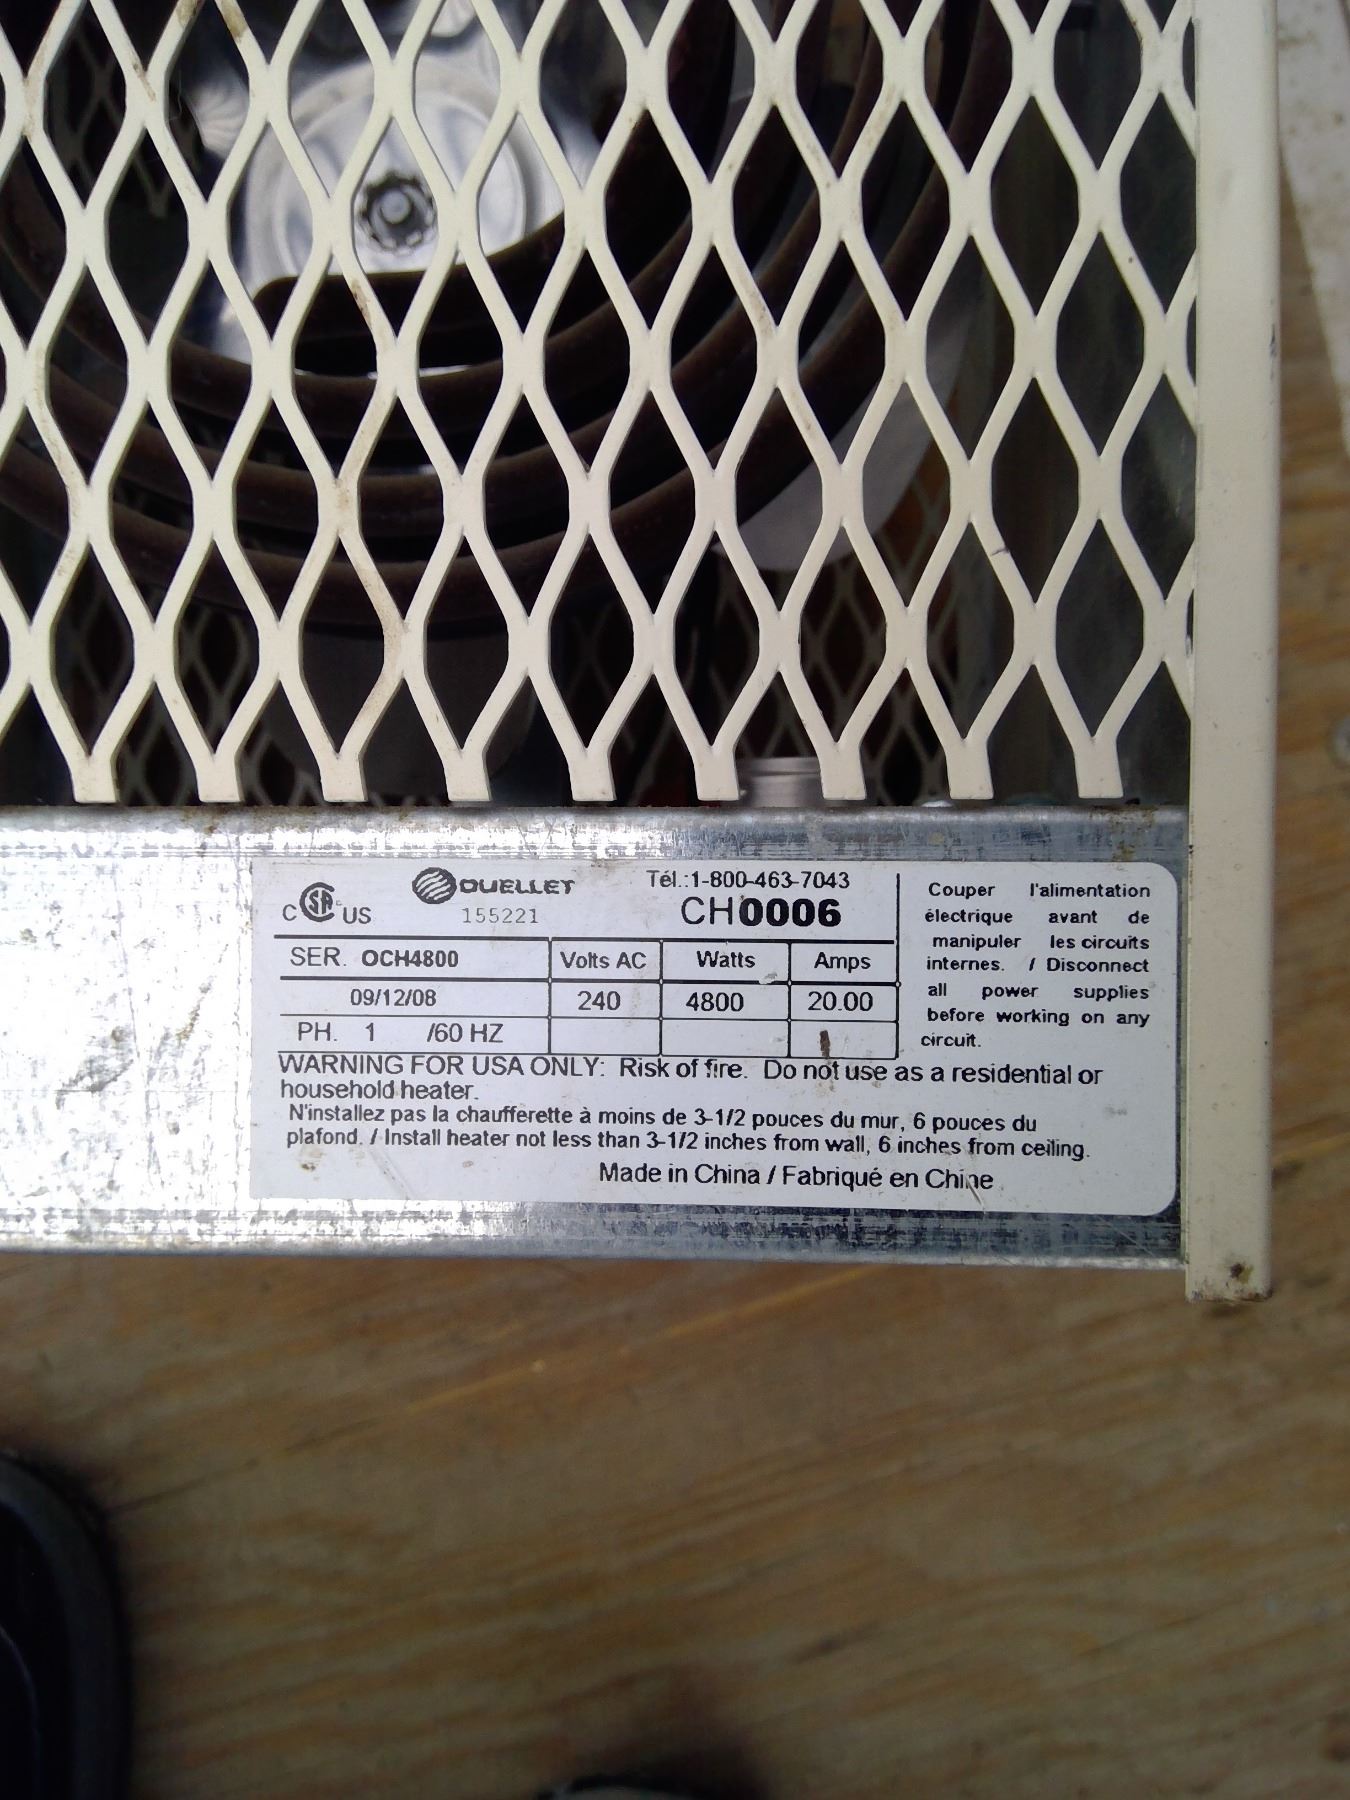 C SA US
OUELLET
155221
Tél.:1-800-463-7043
CH0006
SER. OCH4800
Volts AC Watts Amps
09/12/08 240 4800 20.00
PH. 1 /60 HZ
Couper l'alimentation
électrique avant de
manipuler les circuits
internes. / Disconnect
all power supplies
before working on any
circuit.
WARNING FOR USA ONLY: Risk of fire. Do not use as a residential or
household heater.
N'installez pas la chaufferette à moins de 3-1/2 pouces du mur, 6 pouces du
plafond. / Install heater not less than 3-1/2 inches from wall, 6 inches from ceiling.
Made in China / Fabriqué en Chine